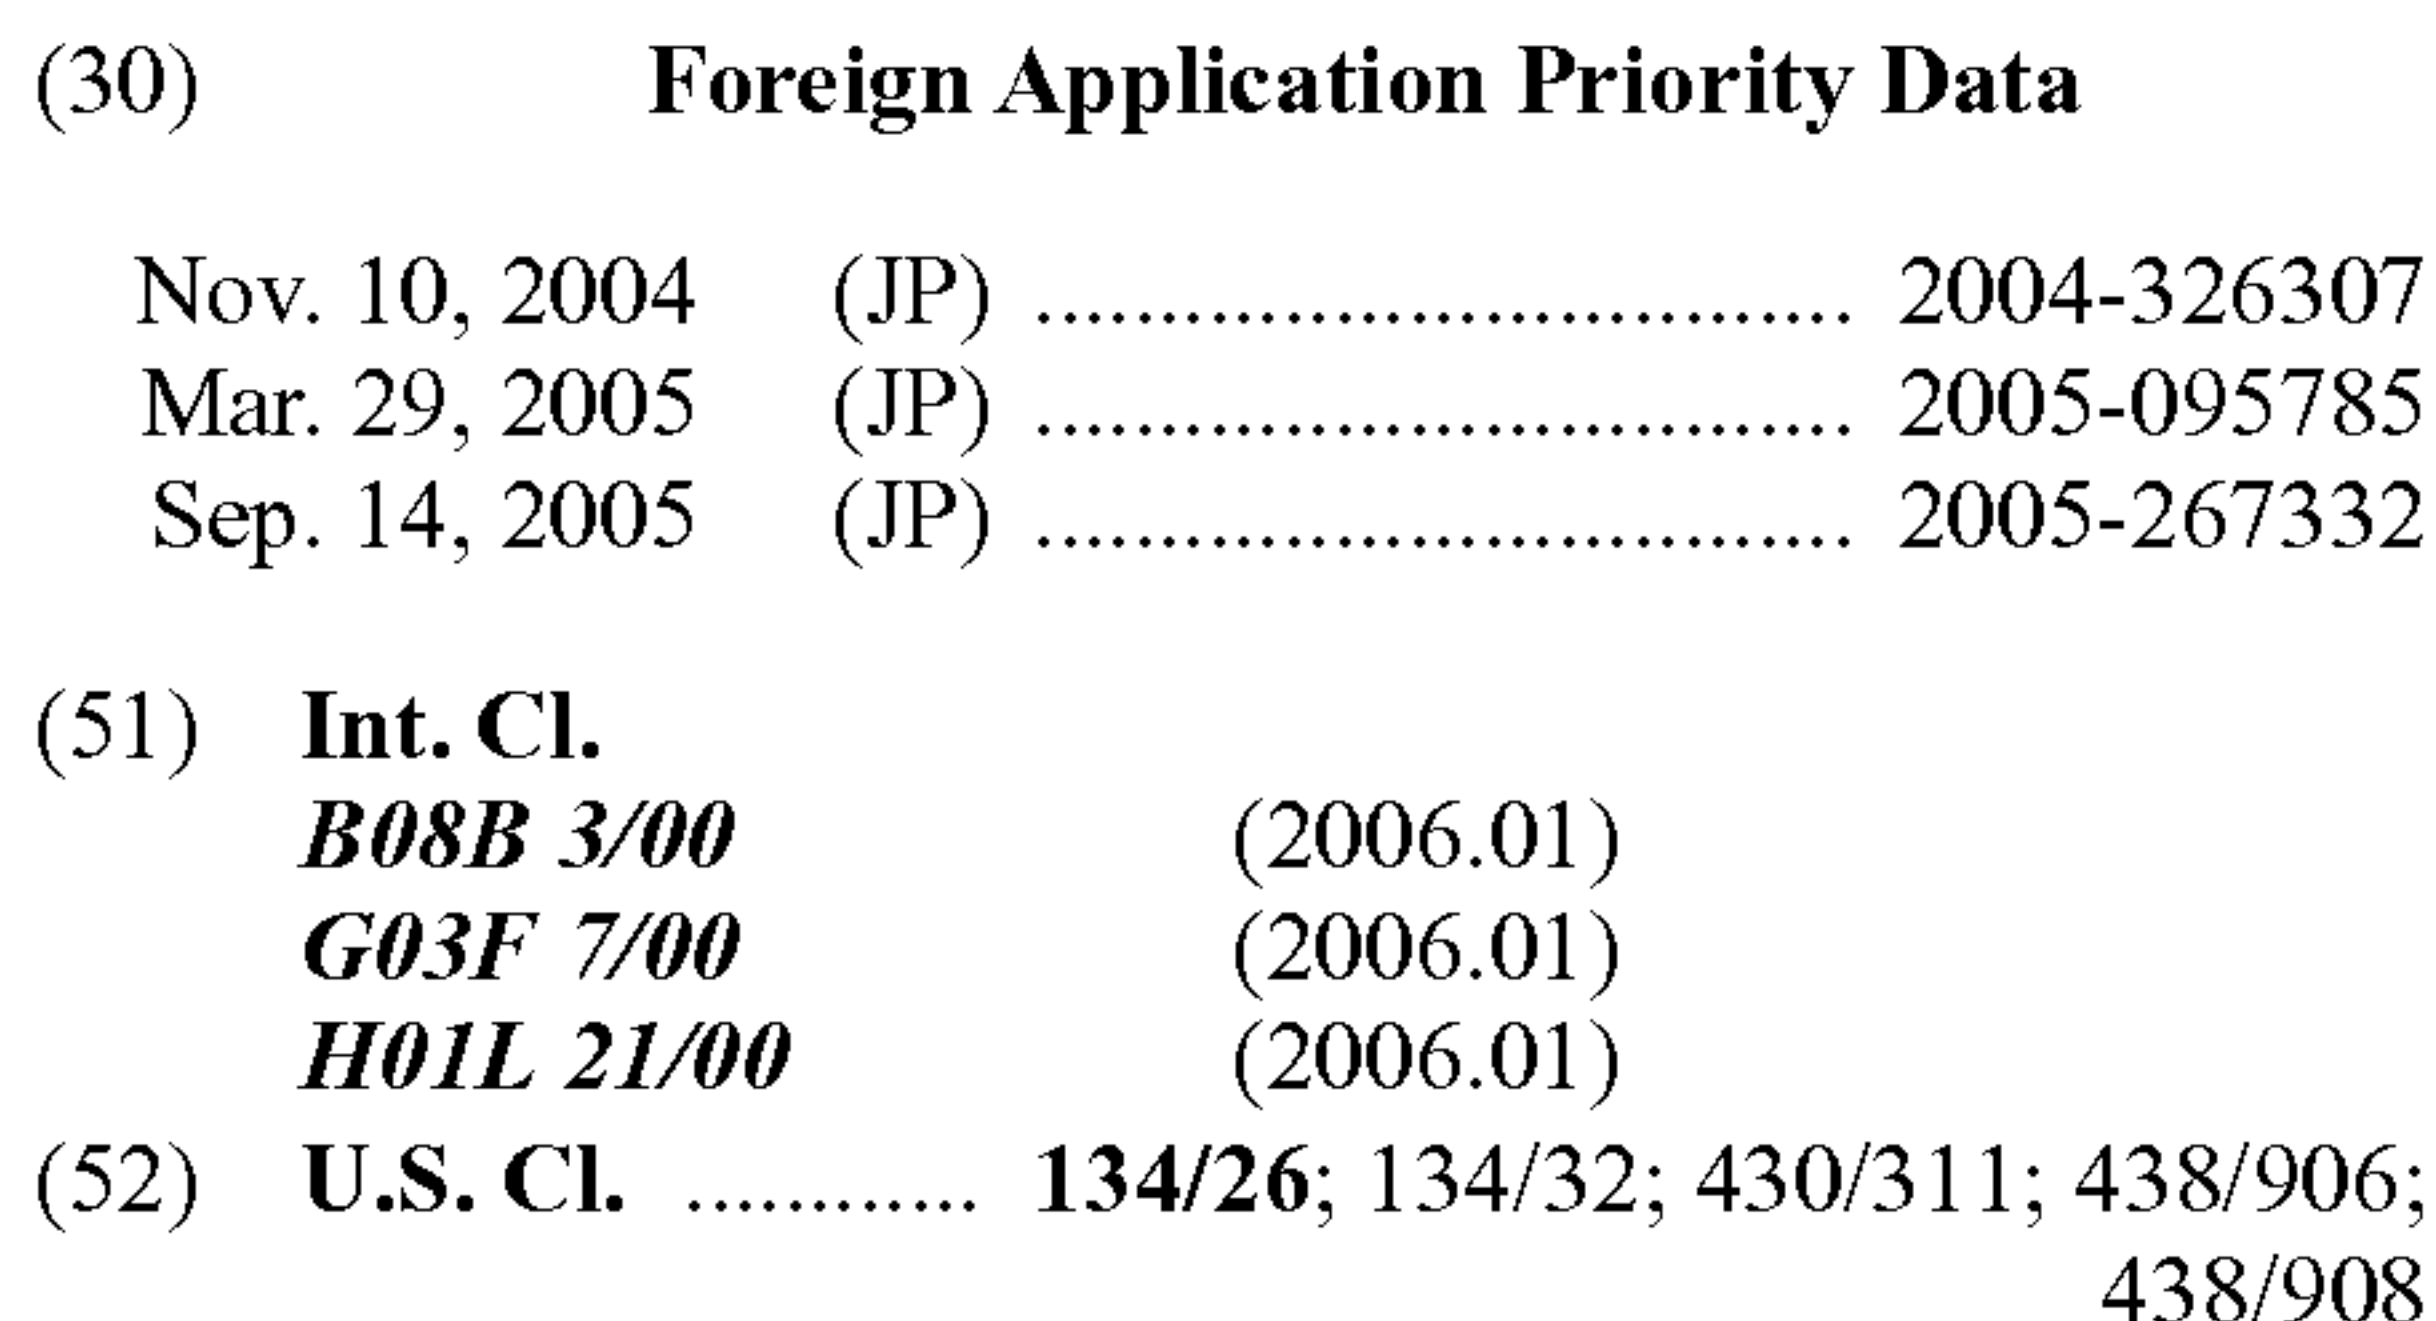 (30) Foreign Application Priority Data
Nov. 10, 2004 (JP) ................................. 2004-326307
Mar. 29, 2005 (JP) ................................. 2005-095785
Sep. 14, 2005 (JP) ................................. 2005-267332
(51) Int. Cl.
B08B 3/00 (2006.01)
G03F 7/00 (2006.01)
H01L 21/00 (2006.01)
(52) U.S. Cl. ............ 134/26; 134/32; 430/311; 438/906;
438/908